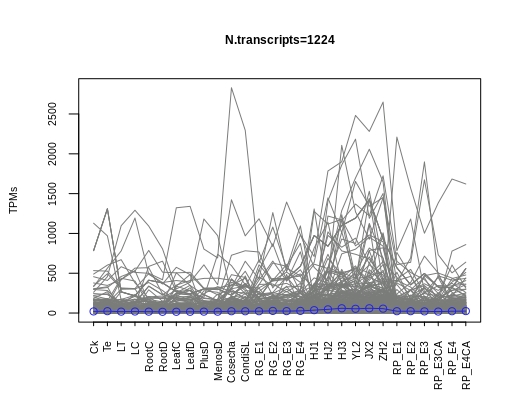 N.transcripts=1224
TPMs
2500
2000
1500
1000
500
0
Ck
Te
LT
LC
RootC
RootD
LeafC
LeafD
PlusD
MenosD
Cosecha
CondiSL
RG_E1
RG_E2
RG_E3
RG_E4
HJ1
HJ2
HJ3
YL2
JX2
ZH2
RP_E1
RP_E2
RP_E3
RP_E3CA
RP_E4
RP_E4CA